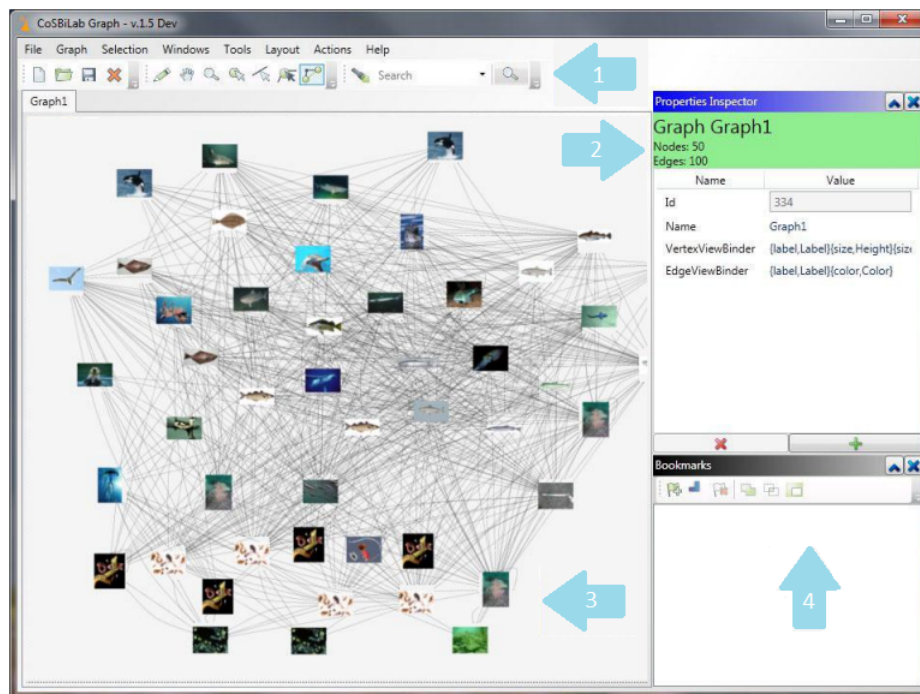 CoSBiLab Graph - v.1.5 Dev
File Graph Selection Windows Tools Layout Actions Help
Search
1
Graph1
Properties Inspector
2
Graph Graph1
Nodes: 50
Edges: 100
Name Value
Id 334
Name Graph1
VertexViewBinder {label,Label}{size,Height}{size
EdgeViewBinder {label,Label}{color,Color}
Bookmarks
3
4